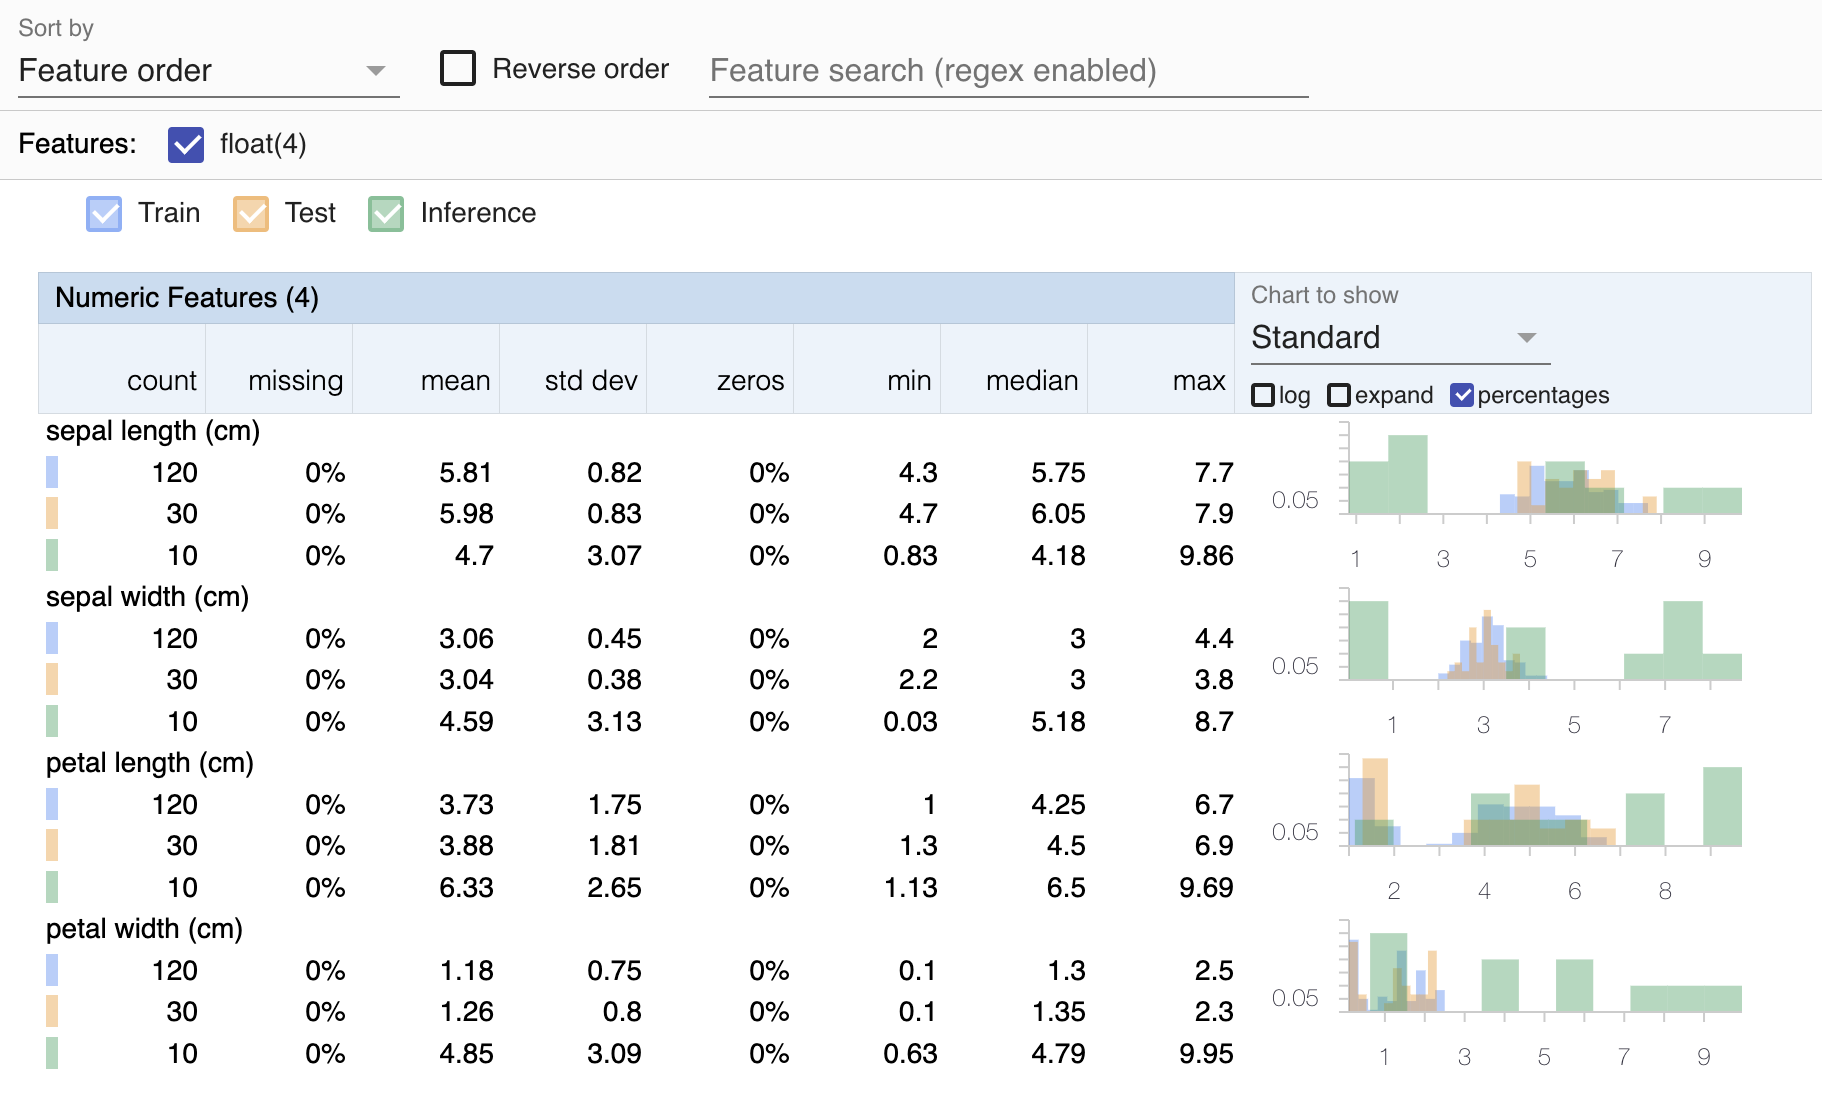 Sort by
Feature order
Reverse order
Feature search (regex enabled)
Features:
float(4)
Train
Test
Inference
Numeric Features (4)
Chart to show
Standard
count missing mean std dev zeros min median max
log expand percentages
sepal length (cm)
120 0% 5.81 0.82 0% 4.3 5.75 7.7
30 0% 5.98 0.83 0% 4.7 6.05 7.9
10 0% 4.7 3.07 0% 0.83 4.18 9.86
0.05
1 3 5 7 9
sepal width (cm)
120 0% 3.06 0.45 0% 2 3 4.4
30 0% 3.04 0.38 0% 2.2 3 3.8
10 0% 4.59 3.13 0% 0.03 5.18 8.7
0.05
1 3 5 7
petal length (cm)
120 0% 3.73 1.75 0% 1 4.25 6.7
30 0% 3.88 1.81 0% 1.3 4.5 6.9
10 0% 6.33 2.65 0% 1.13 6.5 9.69
0.05
2 4 6 8
petal width (cm)
120 0% 1.18 0.75 0% 0.1 1.3 2.5
30 0% 1.26 0.8 0% 0.1 1.35 2.3
10 0% 4.85 3.09 0% 0.63 4.79 9.95
0.05
1 3 5 7 9